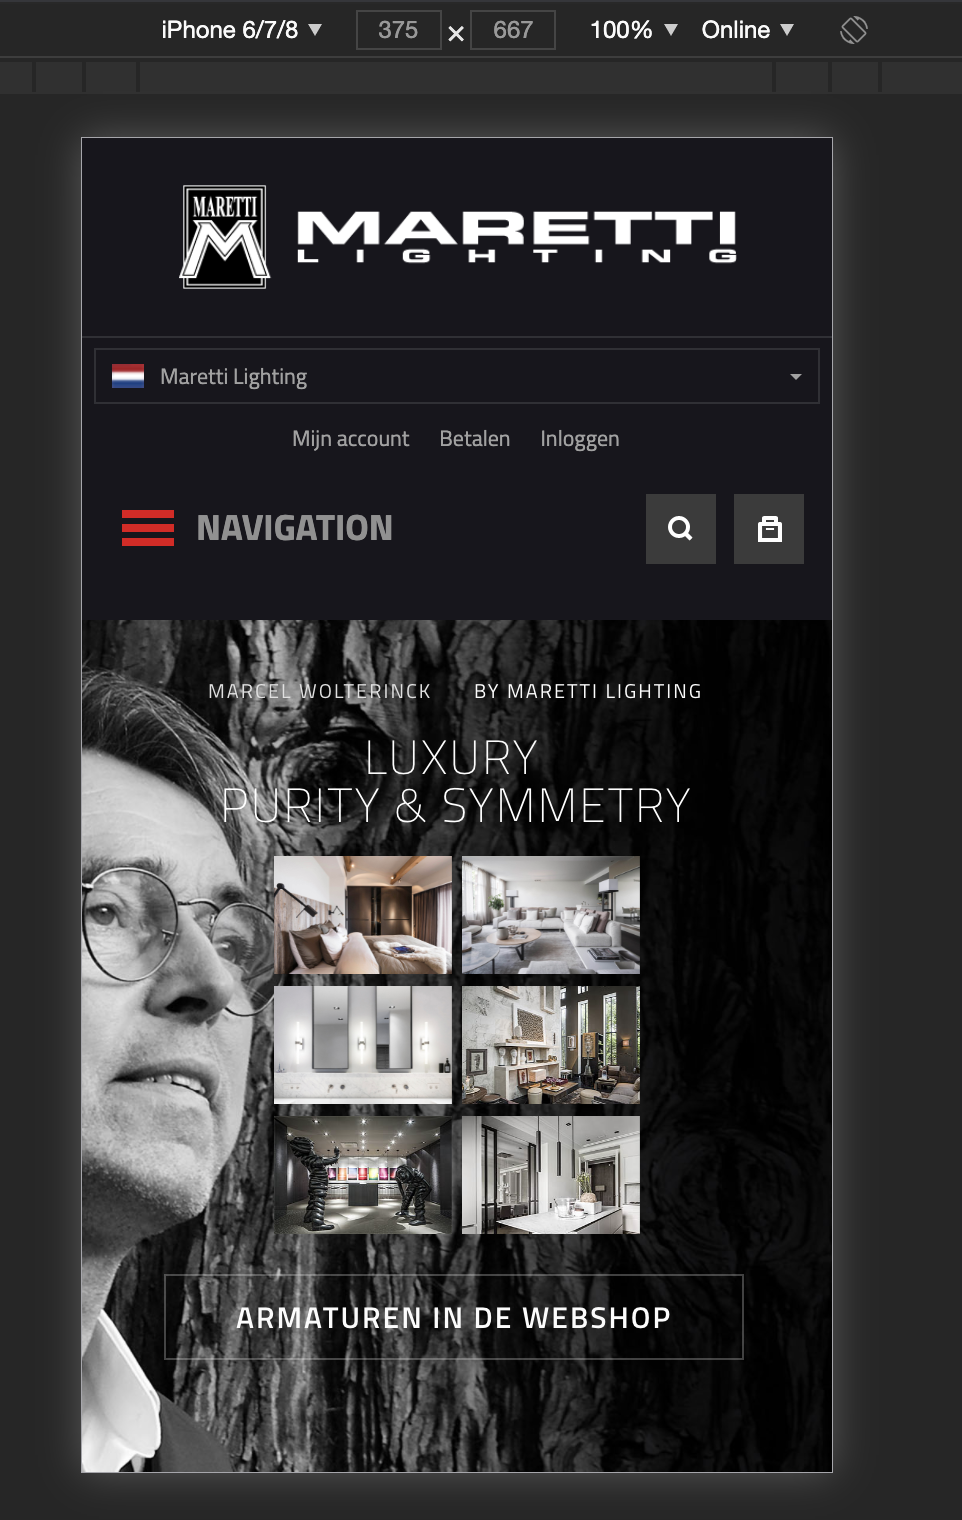 iPhone 6/7/8 ▼ 375 × 667 100% ▼ Online ▼
MARETTI
M
MARETTI
LIGHTING
Maretti Lighting
Mijn account Betalen Inloggen
NAVIGATION
MARCEL WOLTERINCK BY MARETTI LIGHTING
LUXURY
PURITY & SYMMETRY
ARMATUREN IN DE WEBSHOP